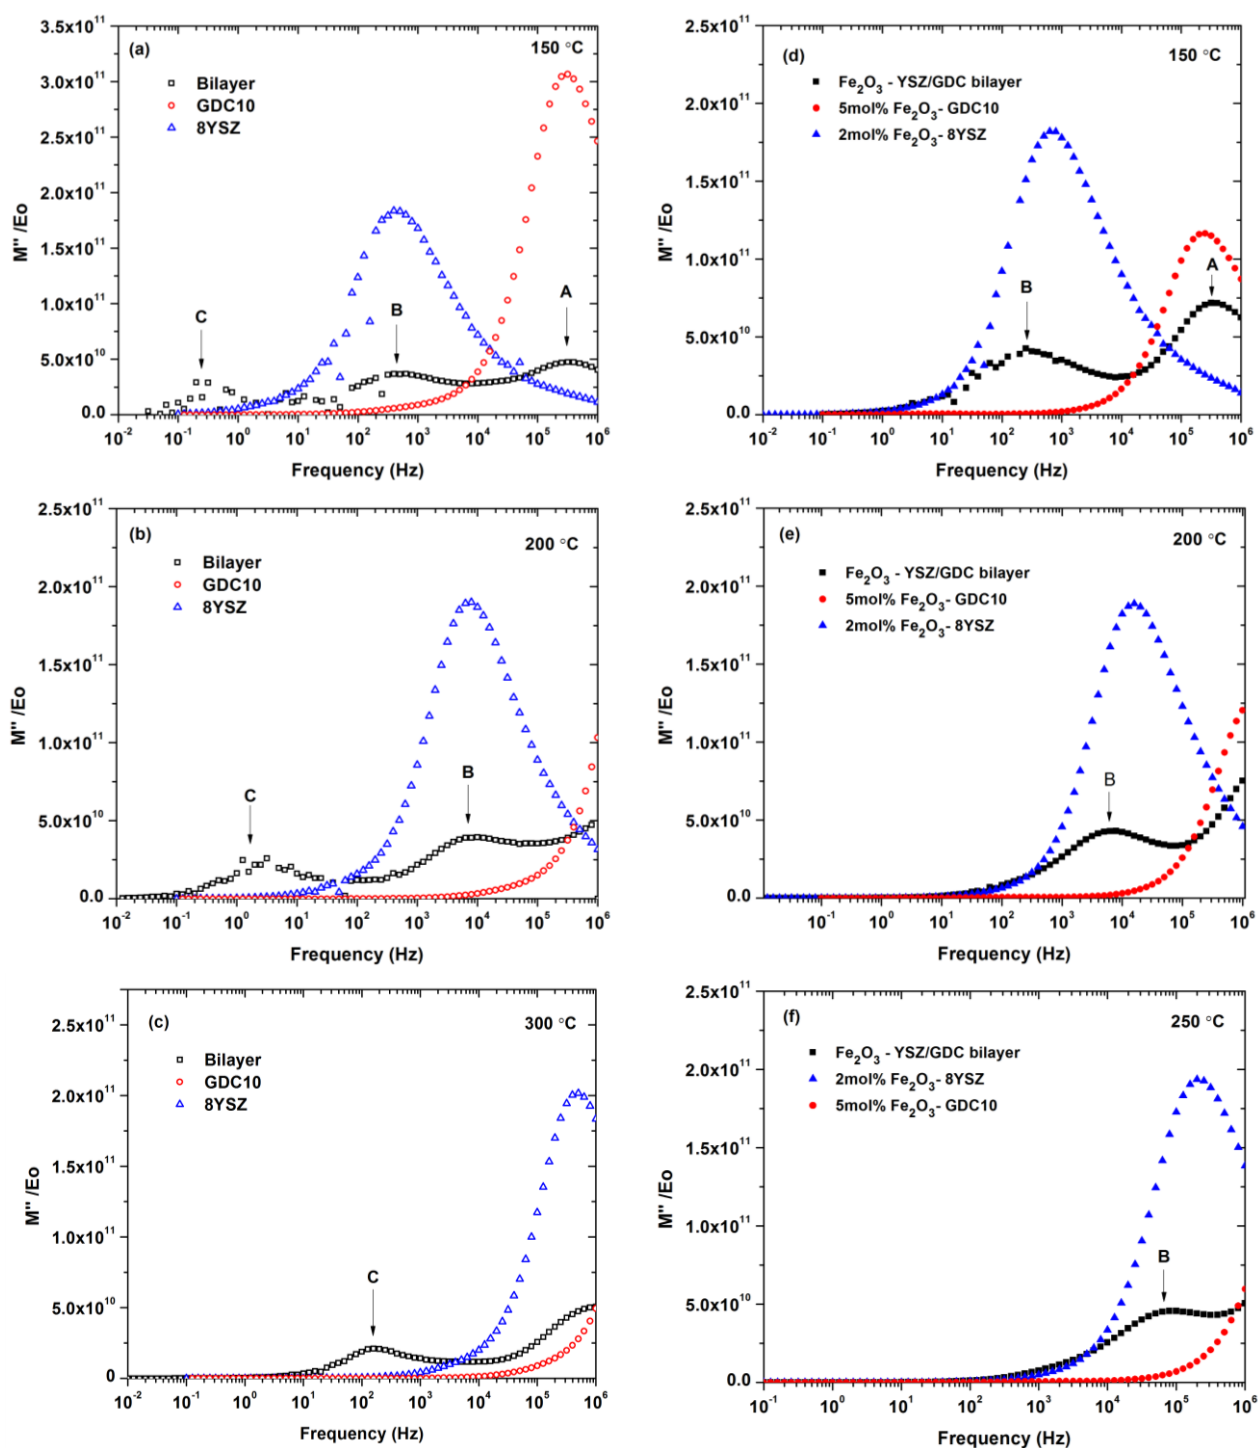 (a) 150 °C
Bilayer
GDC10
8YSZ
C B A
3.5x10¹¹
3.0x10¹¹
2.5x10¹¹
2.0x10¹¹
1.5x10¹¹
1.0x10¹¹
5.0x10¹⁰
0.0
M'' /Eo
10⁻² 10⁻¹ 10⁰ 10¹ 10² 10³ 10⁴ 10⁵ 10⁶
Frequency (Hz)
(d) 150 °C
Fe₂O₃ - YSZ/GDC bilayer
5mol% Fe₂O₃- GDC10
2mol% Fe₂O₃- 8YSZ
B A
2.5x10¹¹
2.0x10¹¹
1.5x10¹¹
1.0x10¹¹
5.0x10¹⁰
0.0
M'' /Eo
10⁻² 10⁻¹ 10⁰ 10¹ 10² 10³ 10⁴ 10⁵ 10⁶
Frequency (Hz)
(b) 200 °C
Bilayer
GDC10
8YSZ
C B
2.5x10¹¹
2.0x10¹¹
1.5x10¹¹
1.0x10¹¹
5.0x10¹⁰
0.0
M'' /Eo
10⁻² 10⁻¹ 10⁰ 10¹ 10² 10³ 10⁴ 10⁵ 10⁶
Frequency (Hz)
(e) 200 °C
Fe₂O₃ - YSZ/GDC bilayer
5mol% Fe₂O₃- GDC10
2mol% Fe₂O₃- 8YSZ
B
2.5x10¹¹
2.0x10¹¹
1.5x10¹¹
1.0x10¹¹
5.0x10¹⁰
0.0
M'' /Eo
10⁻² 10⁻¹ 10⁰ 10¹ 10² 10³ 10⁴ 10⁵ 10⁶
Frequency (Hz)
(c) 300 °C
Bilayer
GDC10
8YSZ
C
2.5x10¹¹
2.0x10¹¹
1.5x10¹¹
1.0x10¹¹
5.0x10¹⁰
0
M'' /Eo
10⁻¹ 10⁰ 10¹ 10² 10³ 10⁴ 10⁵ 10⁶
Frequency (Hz)
(f) 250 °C
Fe₂O₃ - YSZ/GDC bilayer
2mol% Fe₂O₃- 8YSZ
5mol% Fe₂O₃- GDC10
B
2.5x10¹¹
2.0x10¹¹
1.5x10¹¹
1.0x10¹¹
5.0x10¹⁰
0.0
M'' /Eo
10⁻¹ 10⁰ 10¹ 10² 10³ 10⁴ 10⁵ 10⁶
Frequency (Hz)